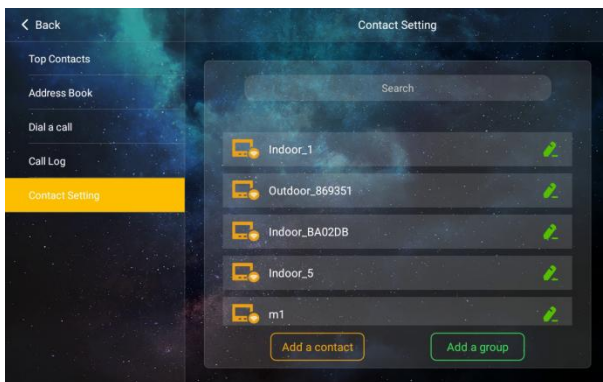 Back
Contact Setting
Top Contacts
Address Book
Dial a call
Call Log
Contact Setting
Search
Indoor_1
Outdoor_869351
Indoor_BA02DB
Indoor_5
m1
Add a contact
Add a group